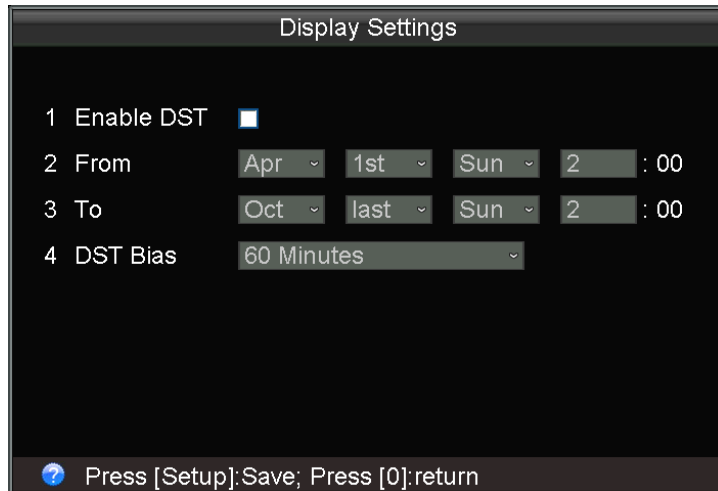 Display Settings
1 Enable DST
2 From Apr 1st Sun 2 : 00
3 To Oct last Sun 2 : 00
4 DST Bias 60 Minutes
? Press [Setup]:Save; Press [0]:return